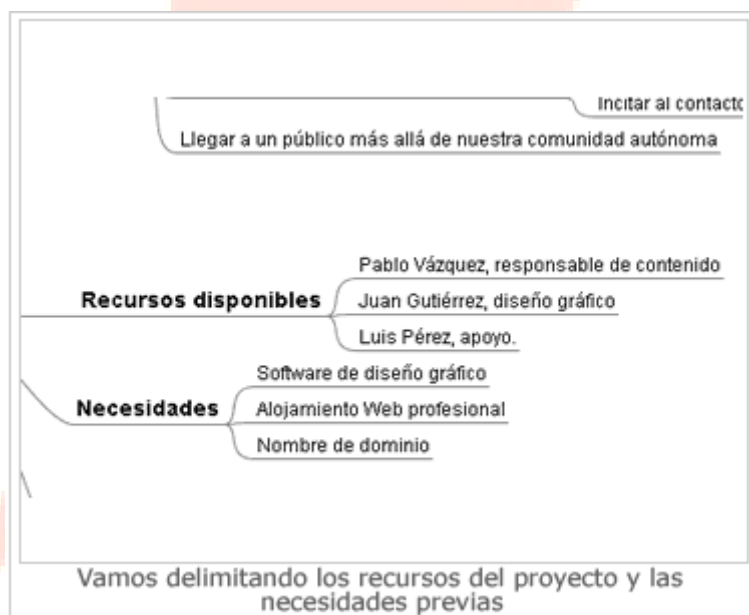 Incitar al contacto
Llegar a un público más allá de nuestra comunidad autónoma
Pablo Vázquez, responsable de contenido
Recursos disponibles
Juan Gutiérrez, diseño gráfico
Luis Pérez, apoyo.
Software de diseño gráfico
Necesidades
Alojamiento Web profesional
Nombre de dominio
Vamos delimitando los recursos del proyecto y las
necesidades previas